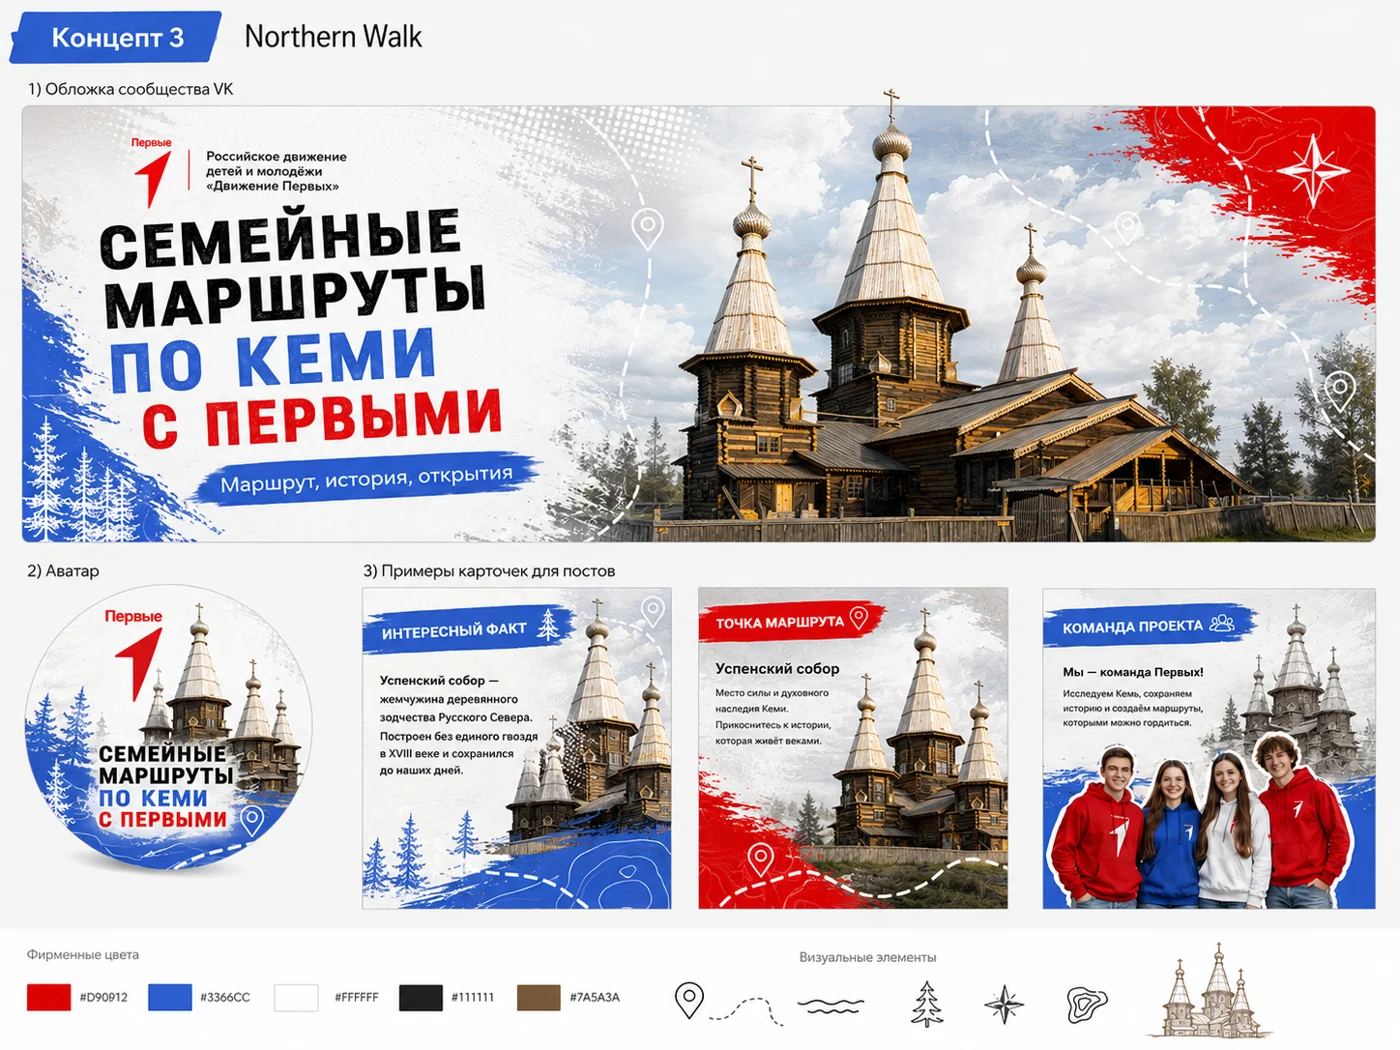 Концепт 3
Northern Walk
1) Обложка сообщества VK
Первые
Российское движение
детей и молодёжи
«Движение Первых»
СЕМЕЙНЫЕ
МАРШРУТЫ
ПО КЕМИ
С ПЕРВЫМИ
Маршрут, история, открытия
2) Аватар
Первые
СЕМЕЙНЫЕ
МАРШРУТЫ
ПО КЕМИ
С ПЕРВЫМИ
3) Примеры карточек для постов
ИНТЕРЕСНЫЙ ФАКТ
Успенский собор —
жемчужина деревянного
зодчества Русского Севера.
Построен без единого гвоздя
в XVIII веке и сохранился
до наших дней.
ТОЧКА МАРШРУТА
Успенский собор
Место силы и духовного
наследия Кеми.
Прикоснитесь к истории,
которая живёт веками.
КОМАНДА ПРОЕКТА
Мы — команда Первых!
Исследуем Кемь, сохраняем
историю и создаём маршруты,
которыми можно гордиться.
Фирменные цвета
#D90912
#3366CC
#FFFFFF
#111111
#7A5A3A
Визуальные элементы